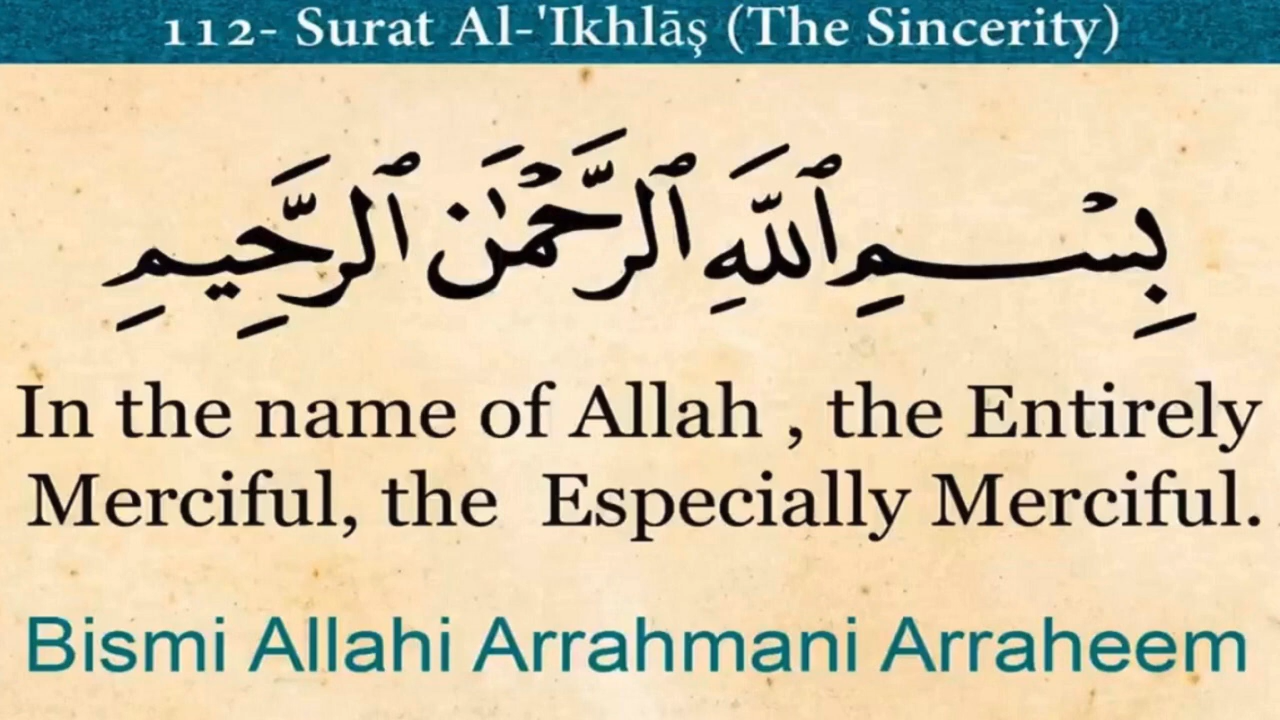 112- Surat Al-'Ikhlāş (The Sincerity)
بِسْمِ ٱللَّهِ ٱلرَّحْمَٰنِ ٱلرَّحِيمِ
In the name of Allah , the Entirely
Merciful, the Especially Merciful.
Bismi Allahi Arrahmani Arraheem